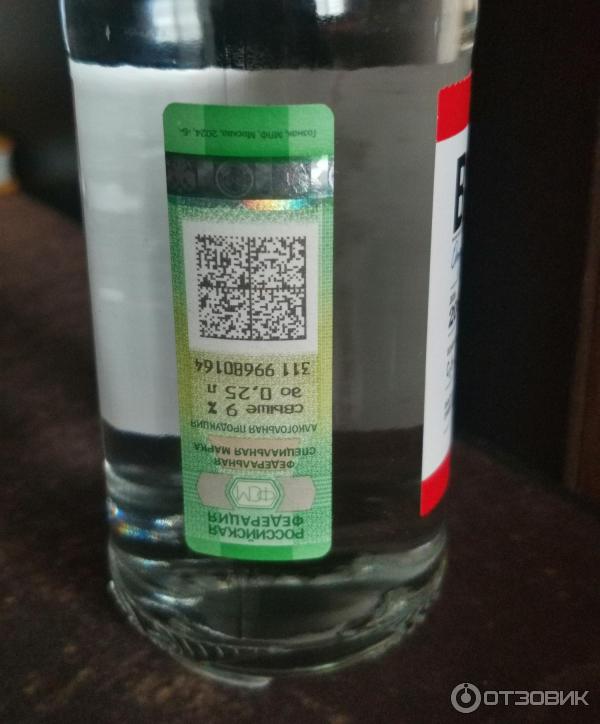 РОССИЙСКАЯ
ФЕДЕРАЦИЯ
ФСМ
ФЕДЕРАЛЬНАЯ
СПЕЦИАЛЬНАЯ МАРКА
АЛКОГОЛЬНАЯ ПРОДУКЦИЯ
свыше 9 %
до 0,25 л
311 99680164
Гознак, МПФ, Москва, 2024, «Б».
В
ОТЗОВИК